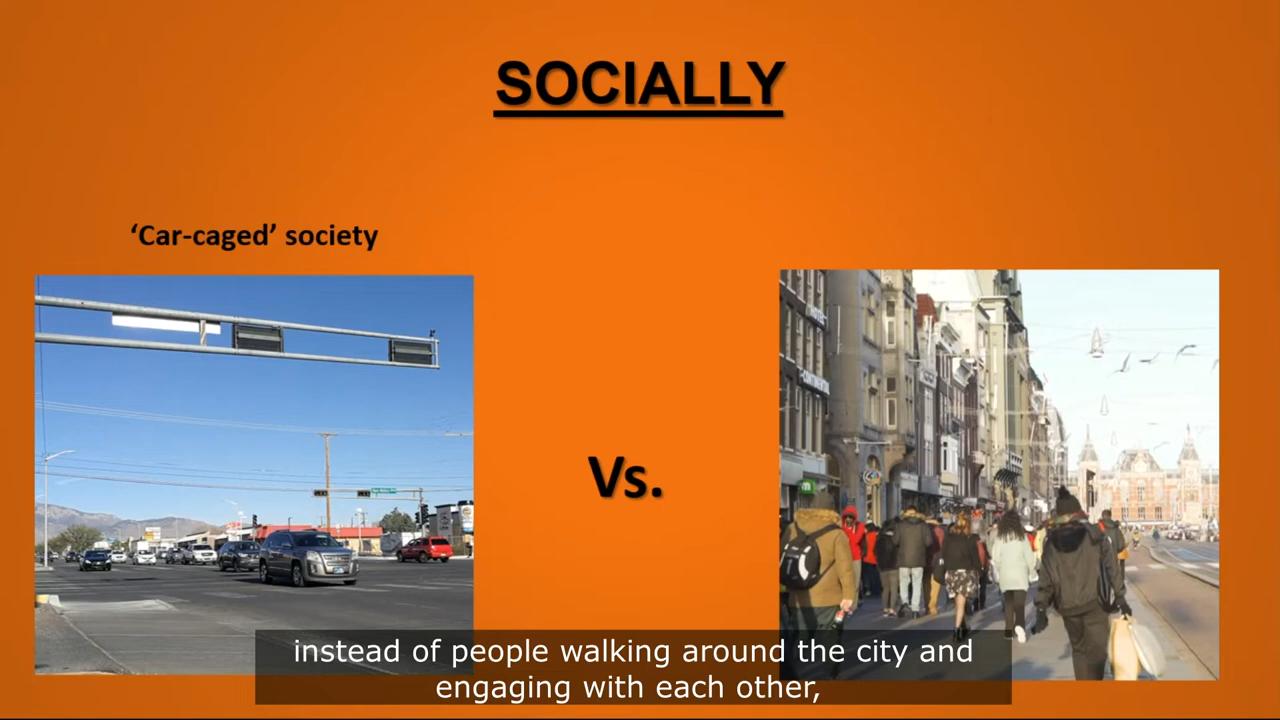 SOCIALLY
‘Car-caged’ society
Vs.
instead of people walking around the city and
engaging with each other,